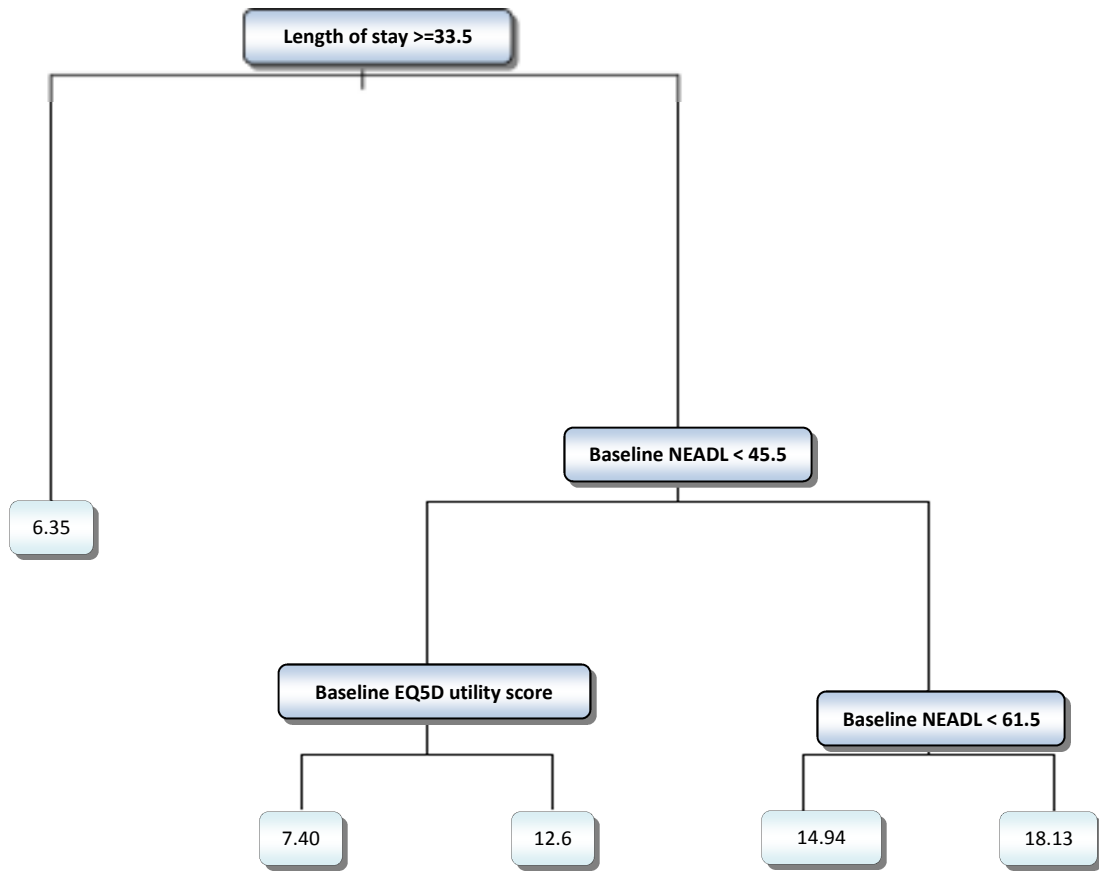 Length of stay >=33.5
Baseline NEADL < 45.5
6.35
Baseline EQ5D utility score
Baseline NEADL < 61.5
7.40
12.6
14.94
18.13